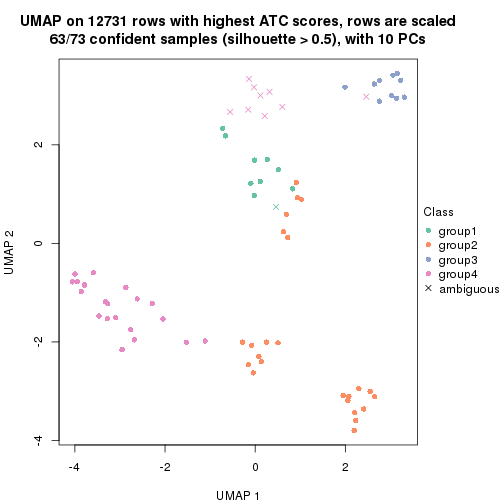 UMAP on 12731 rows with highest ATC scores, rows are scaled
63/73 confident samples (silhouette > 0.5), with 10 PCs
UMAP 2
2
0
-2
-4
-4
-2
0
2
UMAP 1
Class
group1
group2
group3
group4
ambiguous